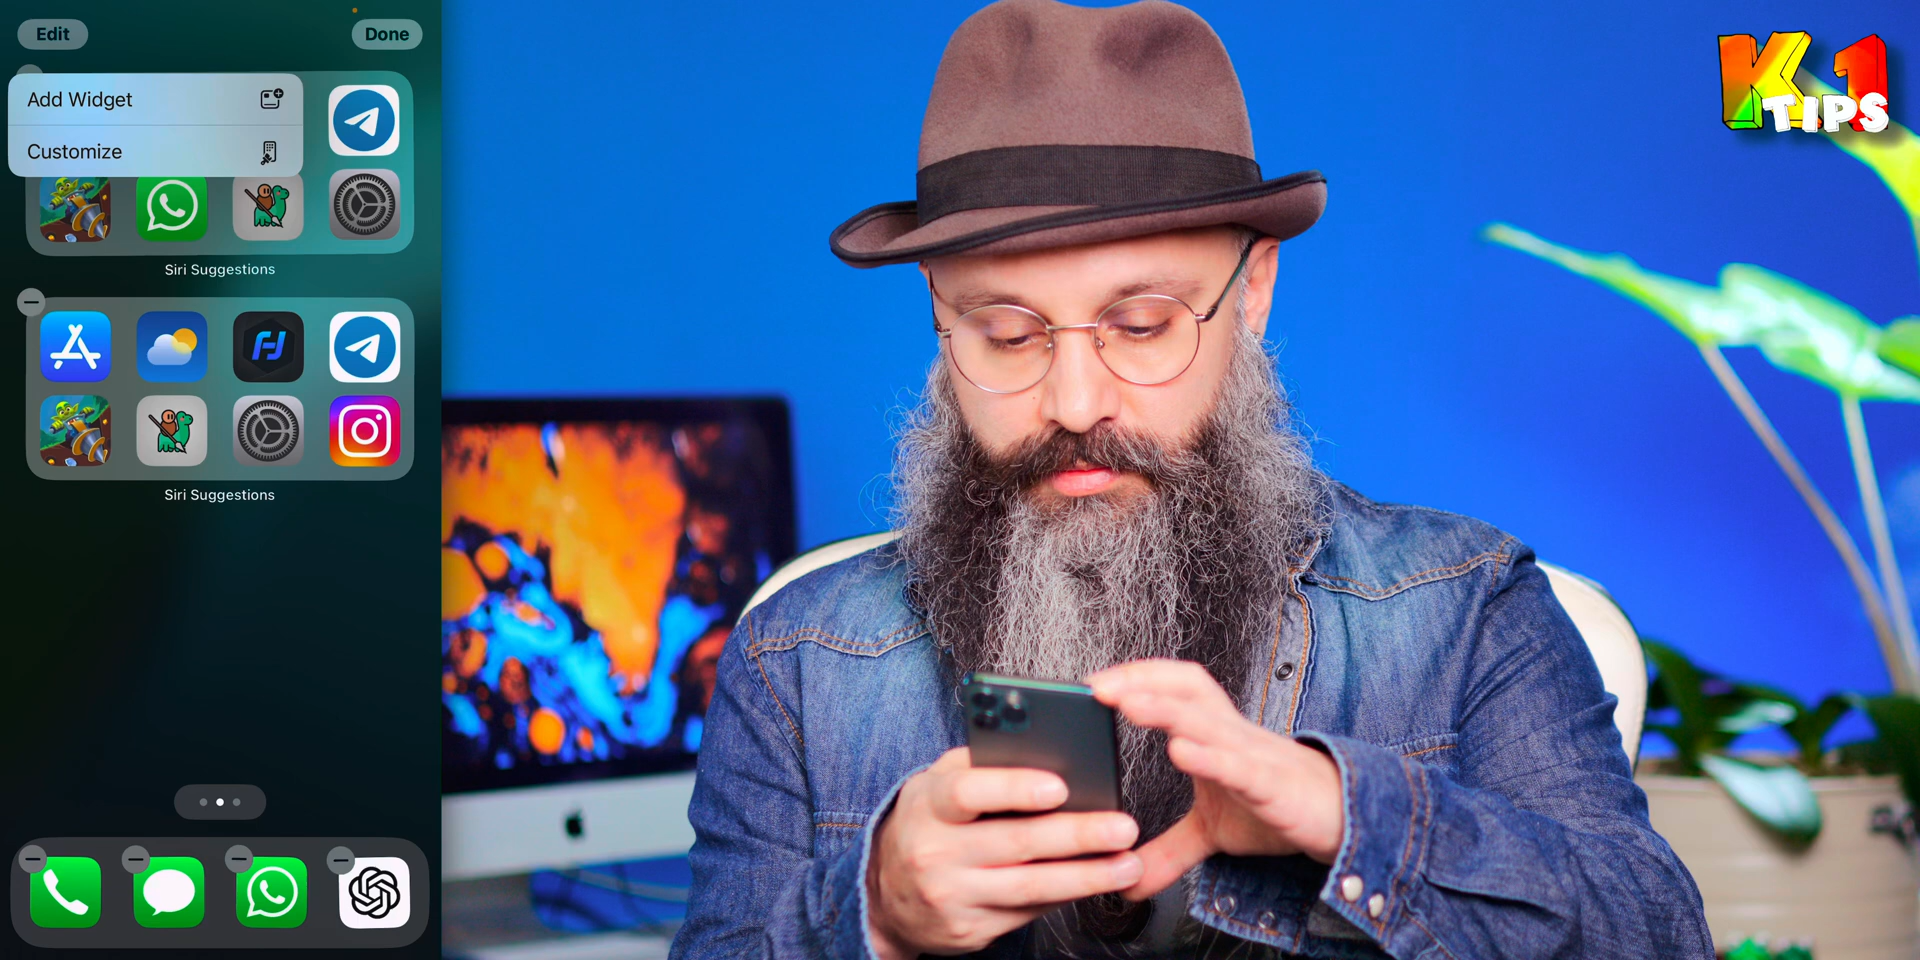 Edit
Done
Add Widget
Customize
Siri Suggestions
Siri Suggestions
K1
TIPS